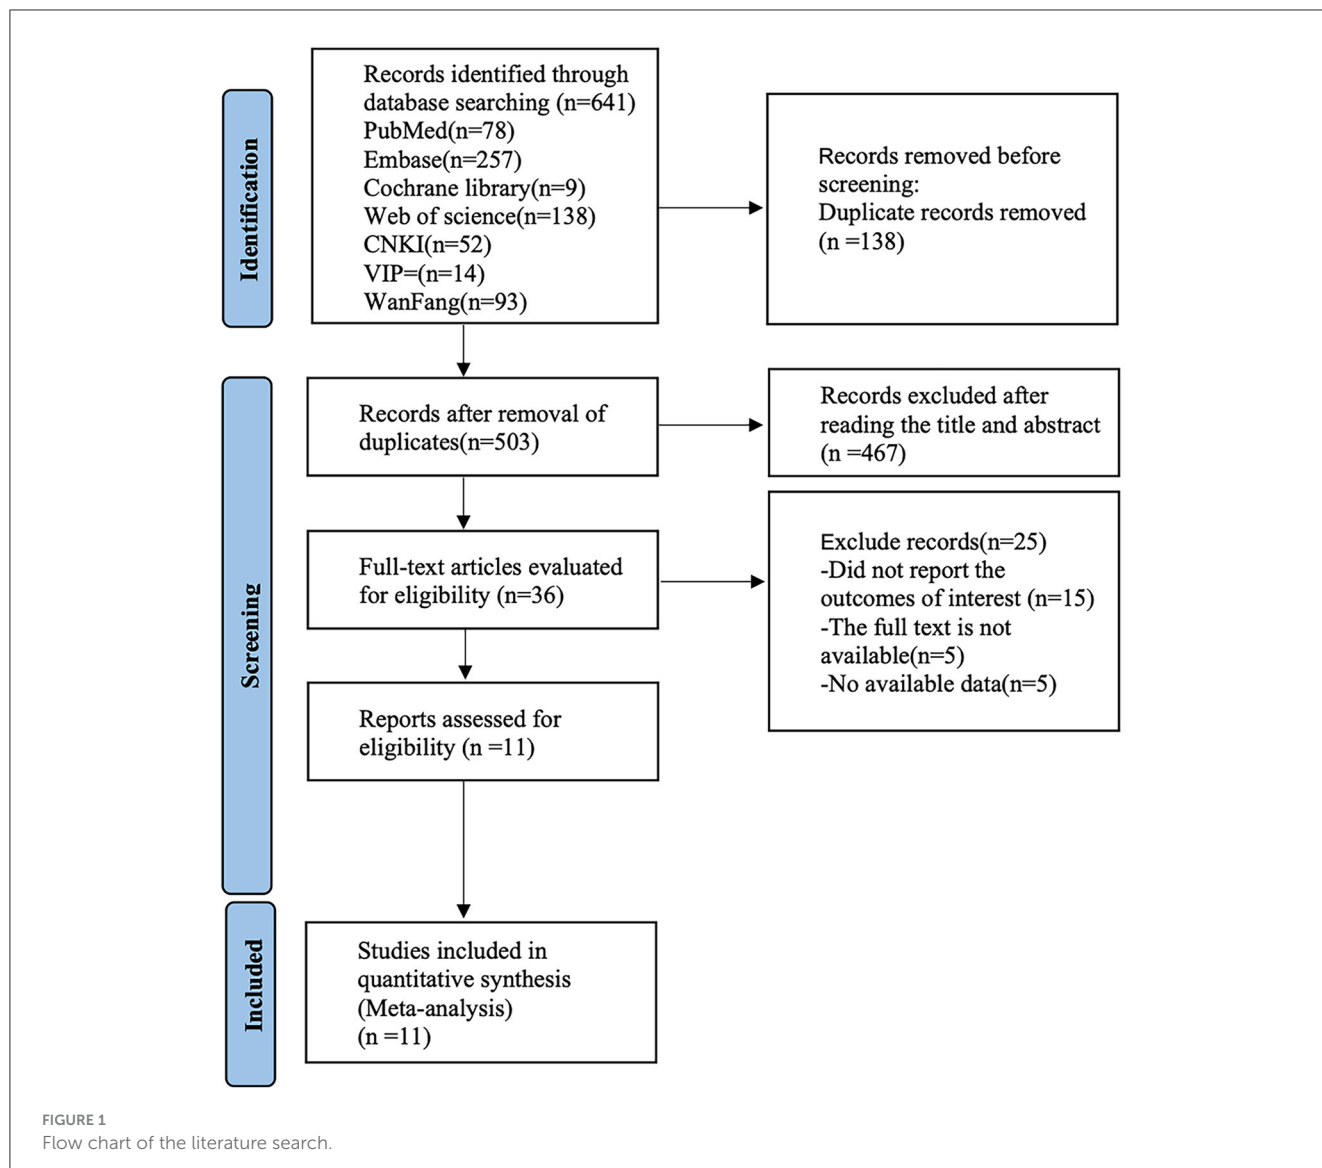 Identification
Records identified through
database searching (n=641)
PubMed(n=78)
Embase(n=257)
Cochrane library(n=9)
Web of science(n=138)
CNKI(n=52)
VIP=(n=14)
WanFang(n=93)
Records removed before
screening:
Duplicate records removed
(n =138)
Screening
Records after removal of
duplicates(n=503)
Records excluded after
reading the title and abstract
(n =467)
Full-text articles evaluated
for eligibility (n=36)
Exclude records(n=25)
-Did not report the
outcomes of interest (n=15)
-The full text is not
available(n=5)
-No available data(n=5)
Reports assessed for
eligibility (n =11)
Included
Studies included in
quantitative synthesis
(Meta-analysis)
(n =11)
FIGURE 1
Flow chart of the literature search.